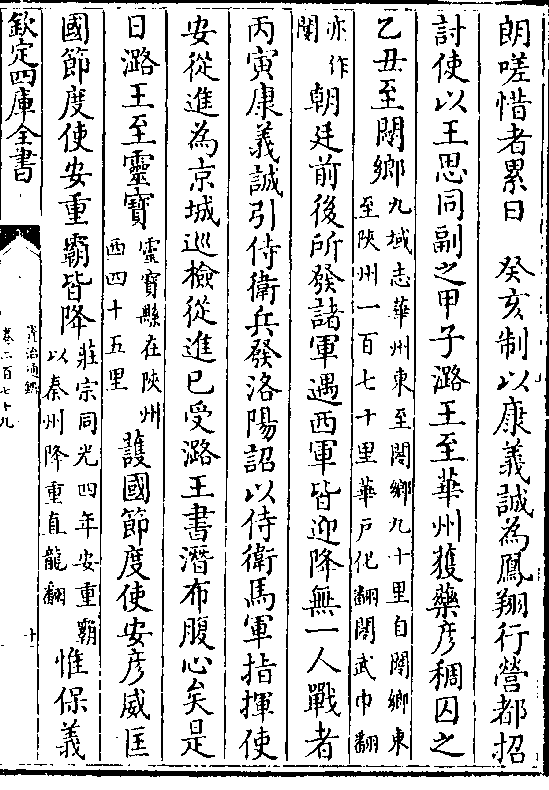 朗嗟惜者累日　癸亥制以康義誠為鳳翔行營都招
討使以王思同副之甲子潞王至華州獲藥彥稠囚之
乙丑至閿鄉九域志華州東至閿鄉九十里自閿鄉東至陜州一百七十里華戶化翻閿武巾翻
亦作閺朝廷前後所發諸軍遇西軍皆迎降無一人戰者
丙寅康義誠引侍衛兵發洛陽詔以侍衛馬軍指揮使
安從進為京城巡檢從進已受潞王書潛布腹心矣是
日潞王至靈寶靈寶縣在陜州西四十五里護國節度使安彥威匡
國節度使安重霸皆降莊宗同光四年安重霸以秦州降重直龍翻惟保義
欽定四庫全書
資治通鑑
卷二百七十九
十一